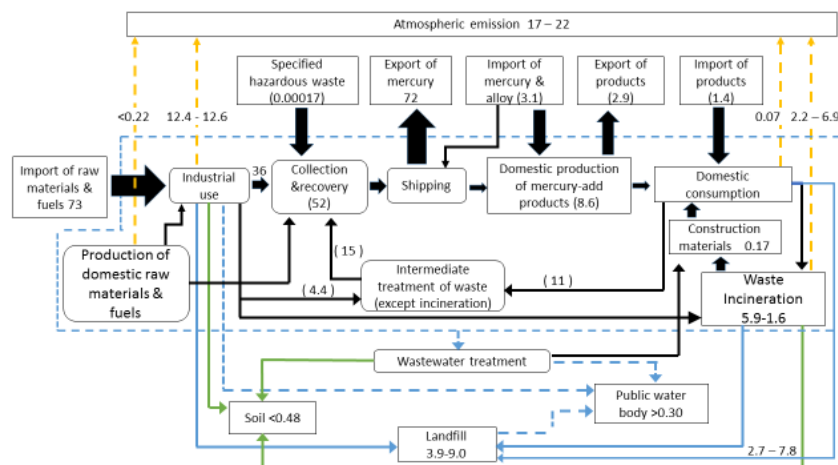 Atmospheric emission 17 – 22
Specified
hazardous waste
(0.00017)
Export of
mercury
72
Import of
mercury &
alloy (3.1)
Export of
products
(2.9)
Import of
products
(1.4)
<0.22
12.4 - 12.6
0.07
2.2 – 6.9
Import of raw
materials &
fuels 73
Industrial
use
36
Collection
&recovery
(52)
Shipping
Domestic production
of mercury-add
products (8.6)
Domestic
consumption
Construction
materials 0.17
Production of
domestic raw
materials &
fuels
( 15 )
( 4.4 )
Intermediate
treatment of waste
(except incineration)
( 11 )
Waste
Incineration
5.9-1.6
Wastewater treatment
Soil <0.48
Public water
body >0.30
Landfill
3.9-9.0
2.7 – 7.8